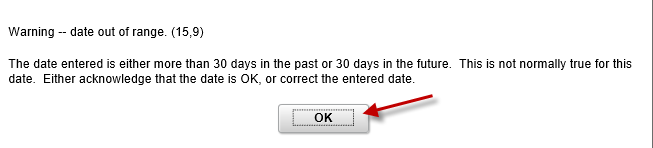 Warning -- date out of range. (15,9)
The date entered is either more than 30 days in the past or 30 days in the future.  This is not normally true for this
date.  Either acknowledge that the date is OK, or correct the entered date.
OK